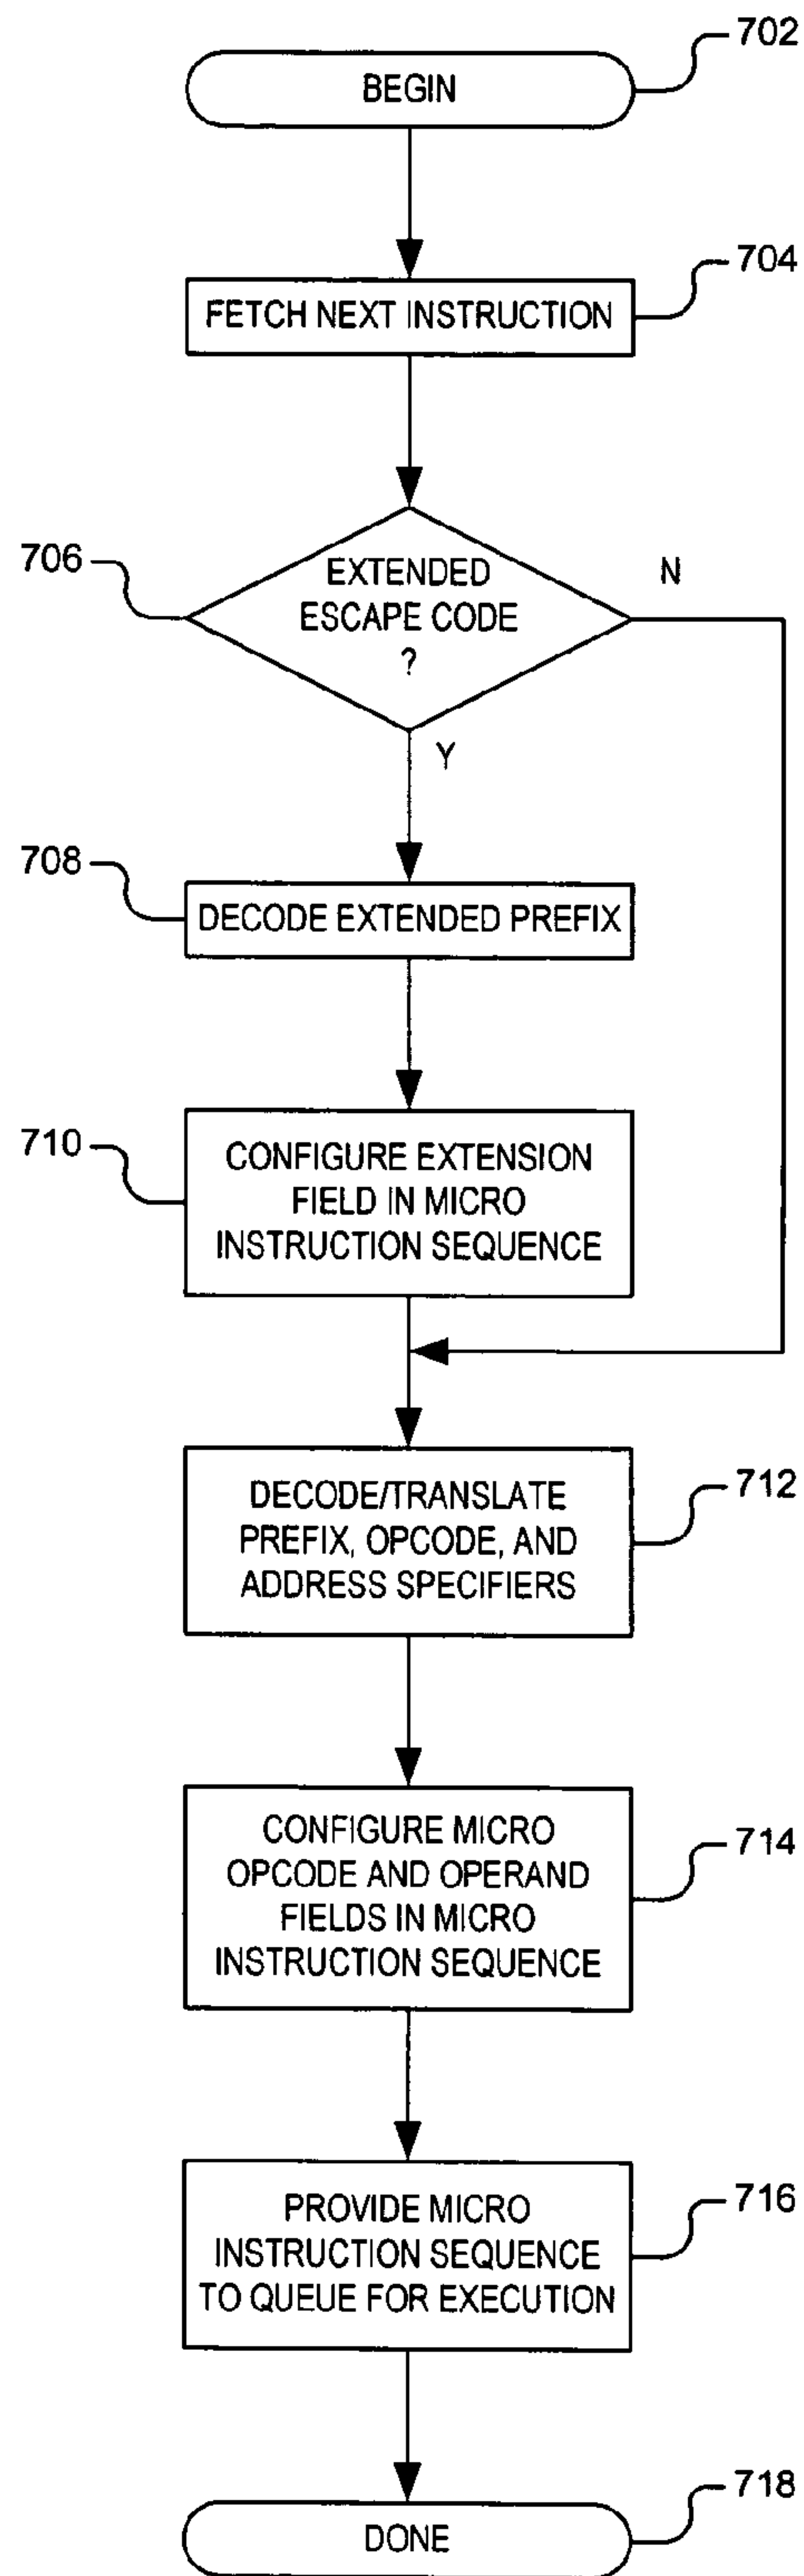 702
BEGIN
704
FETCH NEXT INSTRUCTION
706
EXTENDED
ESCAPE CODE
?
N
Y
708
DECODE EXTENDED PREFIX
710
CONFIGURE EXTENSION
FIELD IN MICRO
INSTRUCTION SEQUENCE
712
DECODE/TRANSLATE
PREFIX, OPCODE, AND
ADDRESS SPECIFIERS
714
CONFIGURE MICRO
OPCODE AND OPERAND
FIELDS IN MICRO
INSTRUCTION SEQUENCE
716
PROVIDE MICRO
INSTRUCTION SEQUENCE
TO QUEUE FOR EXECUTION
718
DONE